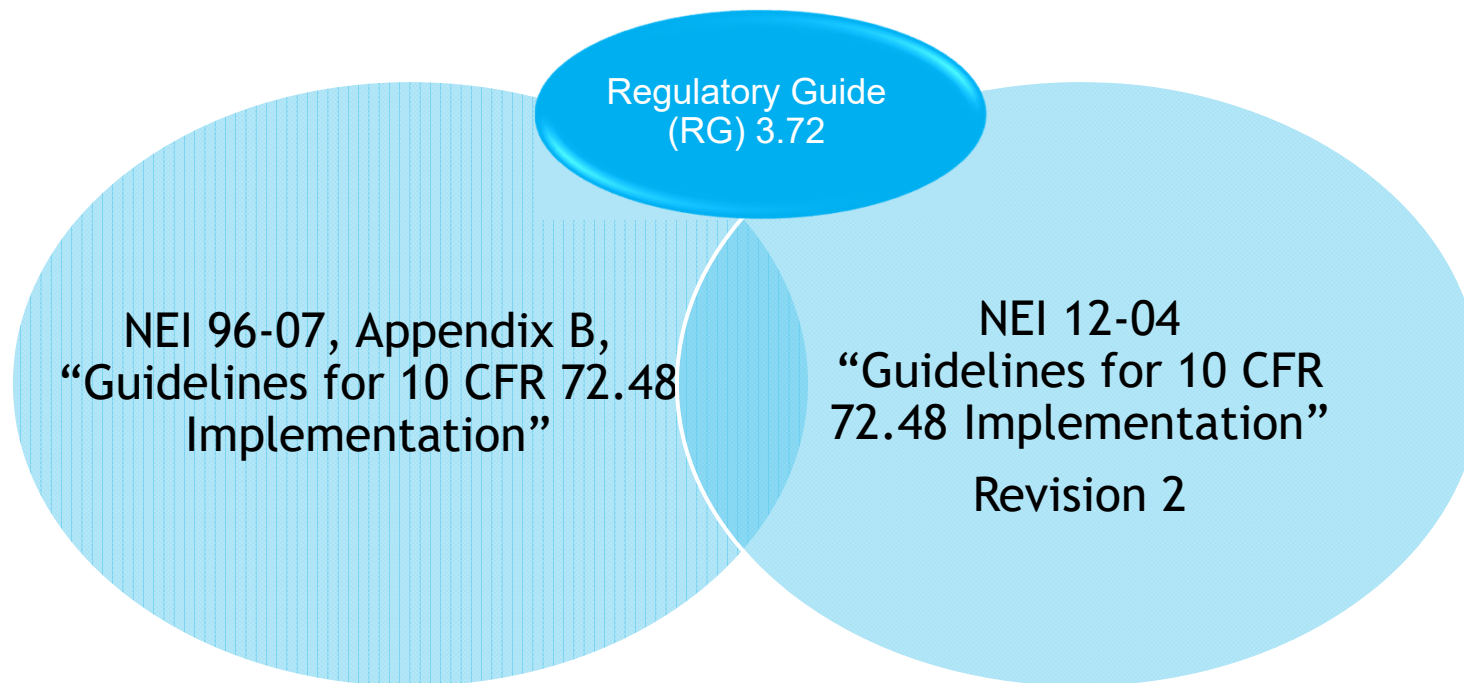 Regulatory Guide
(RG) 3.72
NEI 96-07, Appendix B,
“Guidelines for 10 CFR 72.48
Implementation”
NEI 12-04
“Guidelines for 10 CFR
72.48 Implementation”
Revision 2